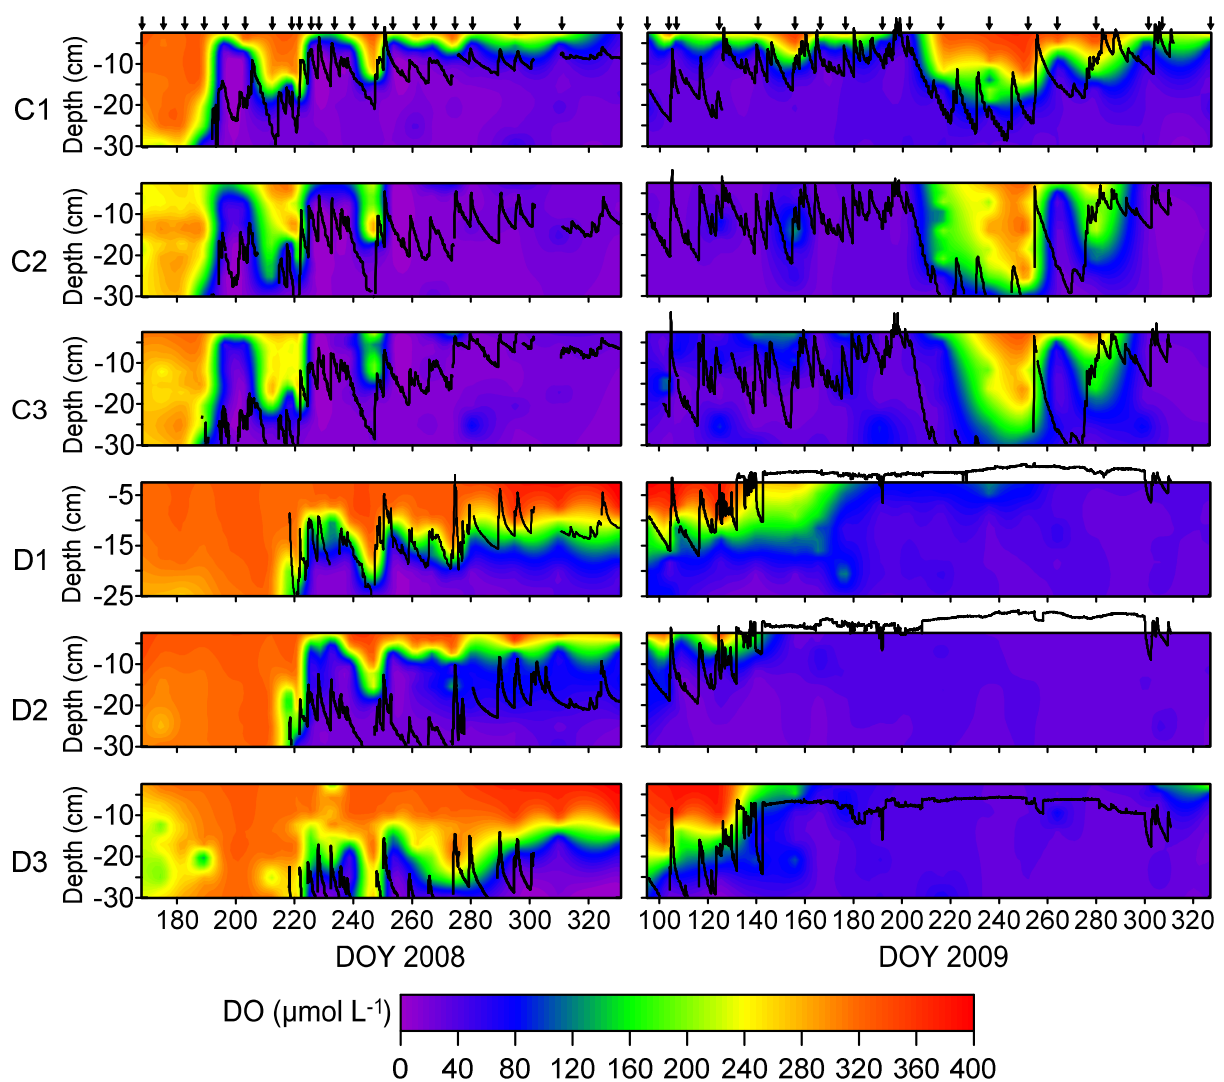 C1 Depth (cm) -10 -20 -30
C2 Depth (cm) -10 -20 -30
C3 Depth (cm) -10 -20 -30
D1 Depth (cm) -5 -15 -25
D2 Depth (cm) -10 -20 -30
D3 Depth (cm) -10 -20 -30
180 200 220 240 260 280 300 100 120 140 160 180 200 220 240 260 280 300 320
DOY 2008 DOY 2009
DO (µmol L⁻¹)
0 40 80 120 160 200 240 280 320 360 400